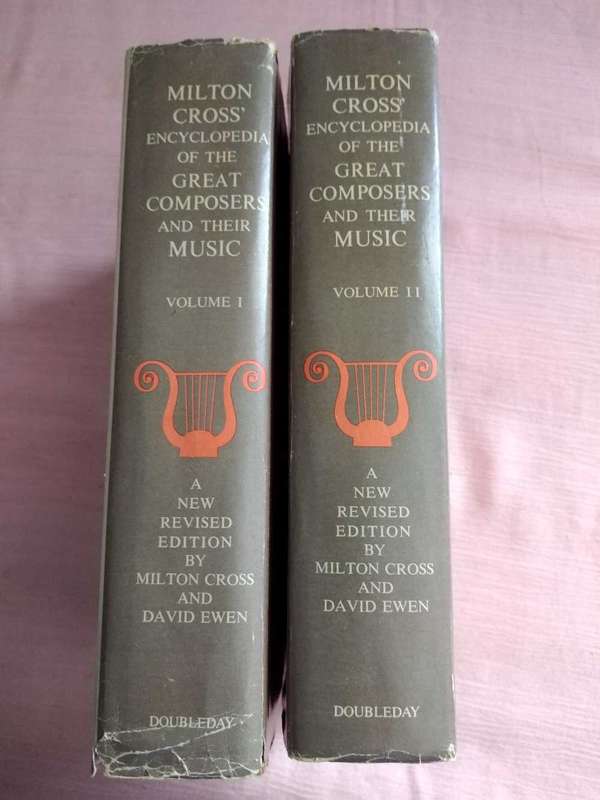 MILTON
CROSS'
ENCYCLOPEDIA
OF THE
GREAT
COMPOSERS
AND THEIR
MUSIC
VOLUME I
A
NEW
REVISED
EDITION
BY
MILTON CROSS
AND
DAVID EWEN
DOUBLEDAY
MILTON
CROSS'
ENCYCLOPEDIA
OF THE
GREAT
COMPOSERS
AND THEIR
MUSIC
VOLUME II
A
NEW
REVISED
EDITION
BY
MILTON CROSS
AND
DAVID EWEN
DOUBLEDAY